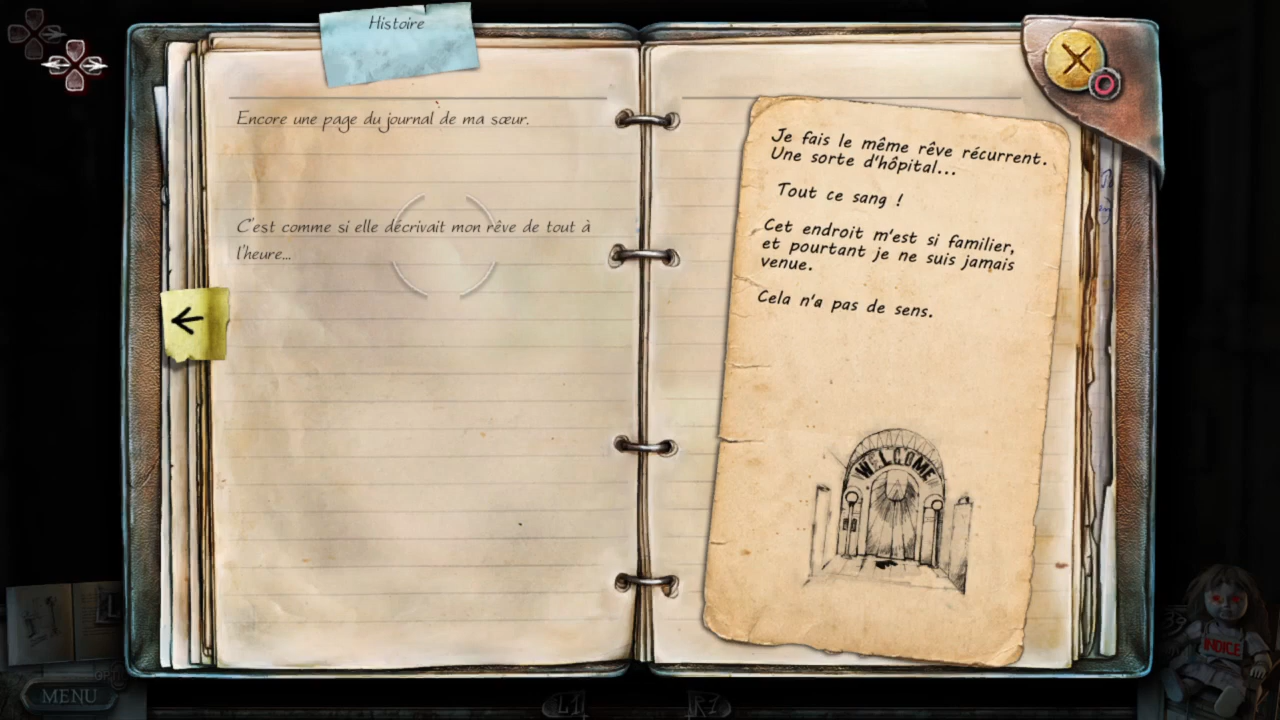 Histoire
Encore une page du journal de ma sœur.
C'est comme si elle décrivait mon rêve de tout à
l'heure...
Je fais le même rêve récurrent.
Une sorte d'hôpital...
Tout ce sang !
Cet endroit m'est si familier,
et pourtant je ne suis jamais
venue.
Cela n'a pas de sens.
WELCOME
INDICE
MENU
L1
R1